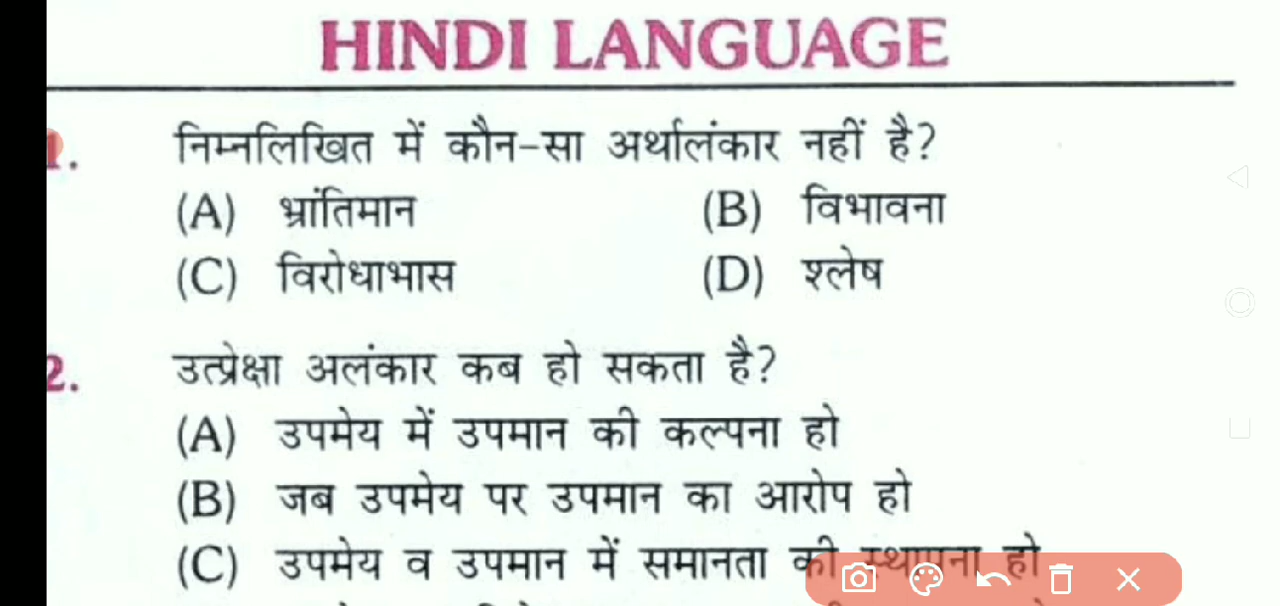 HINDI LANGUAGE
1. निम्नलिखित में कौन-सा अर्थालंकार नहीं है?
(A) भ्रांतिमान (B) विभावना
(C) विरोधाभास (D) श्लेष
2. उत्प्रेक्षा अलंकार कब हो सकता है?
(A) उपमेय में उपमान की कल्पना हो
(B) जब उपमेय पर उपमान का आरोप हो
(C) उपमेय व उपमान में समानता की स्थापना हो